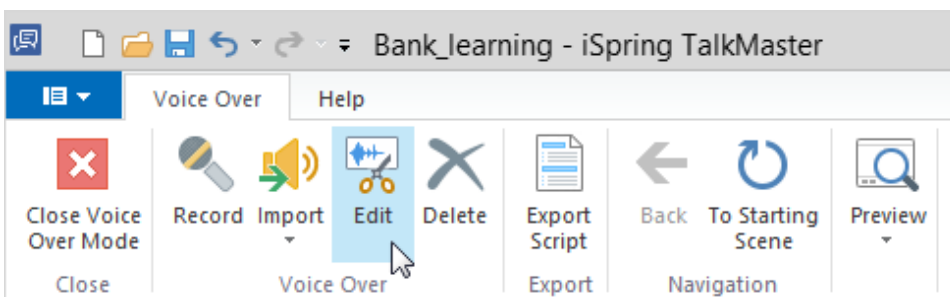 Bank_learning - iSpring TalkMaster
Voice Over Help
Close Voice Over Mode
Record
Import
Edit
Delete
Export Script
Back
To Starting Scene
Preview
Close
Voice Over
Export
Navigation